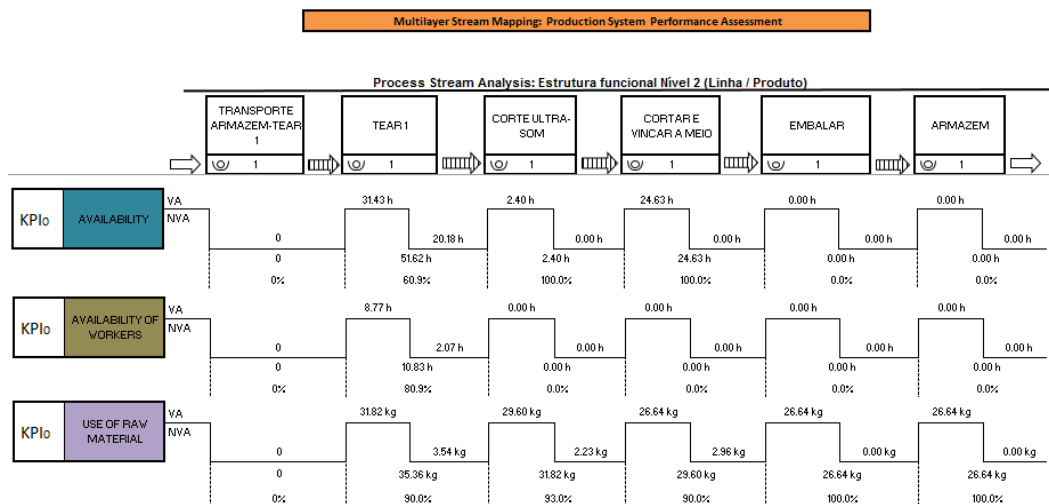 Multilayer Stream Mapping: Production System Performance Assessment
Process Stream Analysis: Estrutura funcional Nível 2 (Linha / Produto)
TRANSPORTE
ARMAZEM-TEAR
1
TEAR 1
CORTE ULTRA-
SOM
CORTAR E
VINCAR A MEIO
EMBALAR
ARMAZEM
1 1 1 1 1 1
KPIo
AVAILABILITY
VA
NVA
31.43 h 2.40 h 24.63 h 0.00 h 0.00 h
0 20.18 h 0.00 h 0.00 h 0.00 h 0.00 h
0 51.62 h 2.40 h 24.63 h 0.00 h 0.00 h
0% 60.9% 100.0% 100.0% 0.0% 0.0%
KPIo
AVAILABILITY OF
WORKERS
VA
NVA
8.77 h 0.00 h 0.00 h 0.00 h 0.00 h
0 2.07 h 0.00 h 0.00 h 0.00 h 0.00 h
0 10.83 h 0.00 h 0.00 h 0.00 h 0.00 h
0% 80.9% 0.0% 0.0% 0.0% 0.0%
KPIo
USE OF RAW
MATERIAL
VA
NVA
31.82 kg 29.60 kg 26.64 kg 26.64 kg 26.64 kg
0 3.54 kg 2.23 kg 2.96 kg 0.00 kg 0.00 kg
0 35.36 kg 31.82 kg 29.60 kg 26.64 kg 26.64 kg
0% 90.0% 93.0% 90.0% 100.0% 100.0%